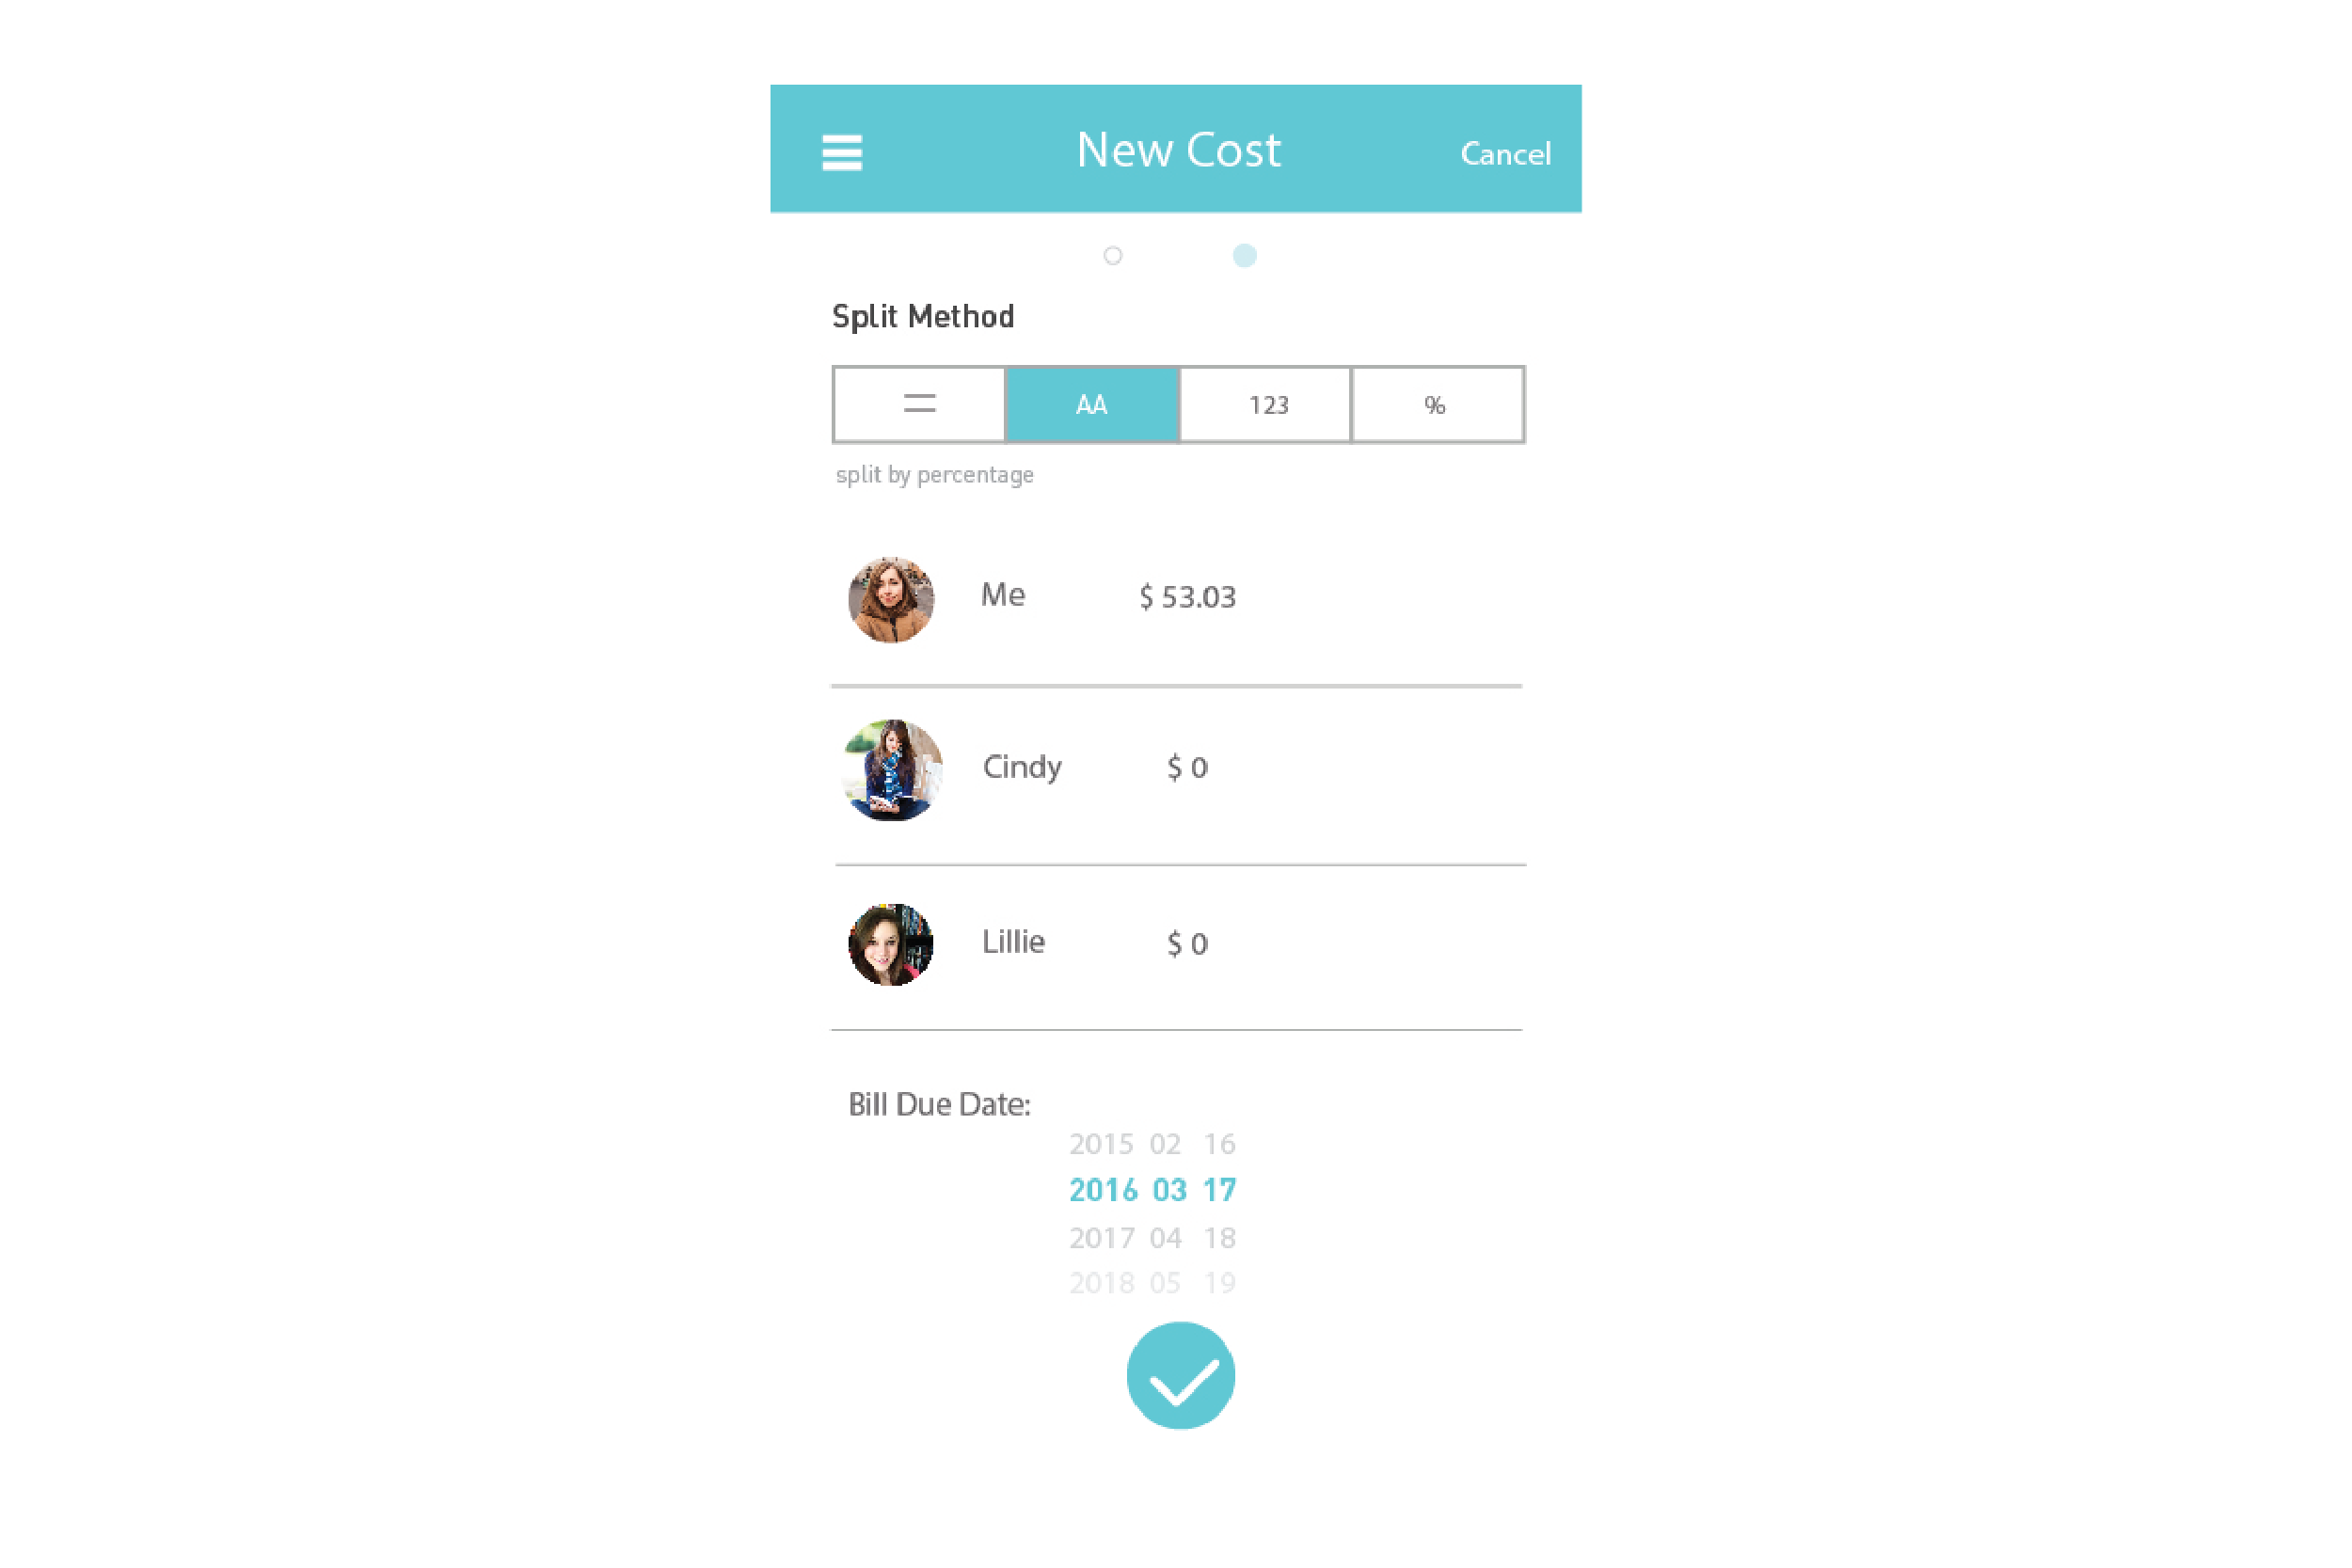 New Cost Cancel
Split Method
= AA 123 %
split by percentage
Me $ 53.03
Cindy $ 0
Lillie $ 0
Bill Due Date:
2015 02 16
2016 03 17
2017 04 18
2018 05 19